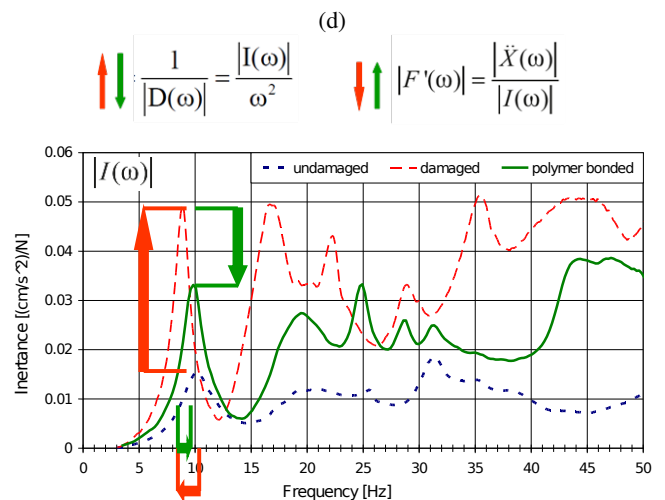 (d)
1 / |D(ω)| = |I(ω)| / ω²
|F'(ω)| = |Ẍ(ω)| / |I(ω)|
0.06
|I(ω)|
undamaged damaged polymer bonded
0.05
0.04
0.03
0.02
0.01
0
Inertance [(cm/s^2)/N]
0 5 10 15 20 25 30 35 40 45 50
Frequency [Hz]